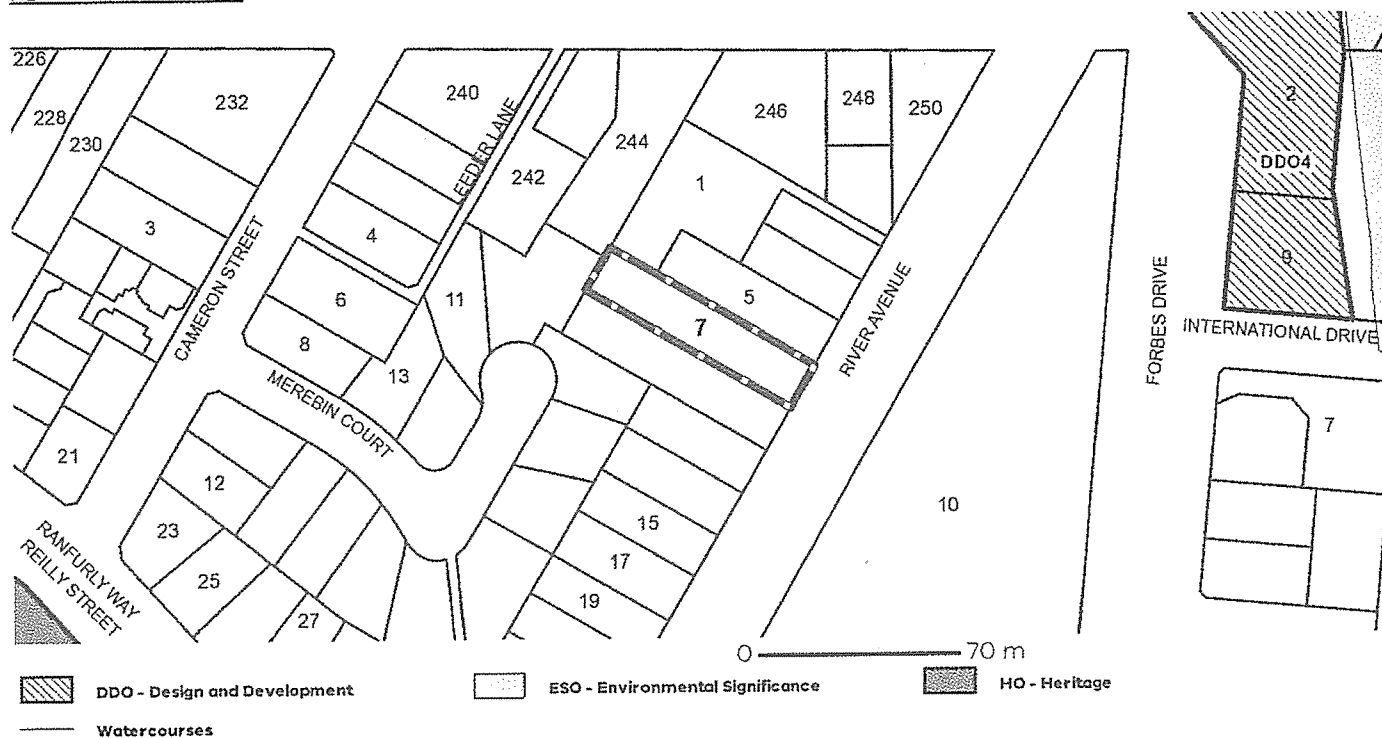 226
228
230
232
240
FEEDER LANE
242
244
246
248
250
2
DDO4
9
3
CAMERON STREET
4
6
8
11
13
1
5
7
RIVER AVENUE
FORBES DRIVE
INTERNATIONAL DRIVE
7
MEREBIN COURT
21
12
23
25
27
15
17
19
10
RANFURLY WAY
REILLY STREET
0 70 m
DDO - Design and Development
ESO - Environmental Significance
HO - Heritage
Watercourses